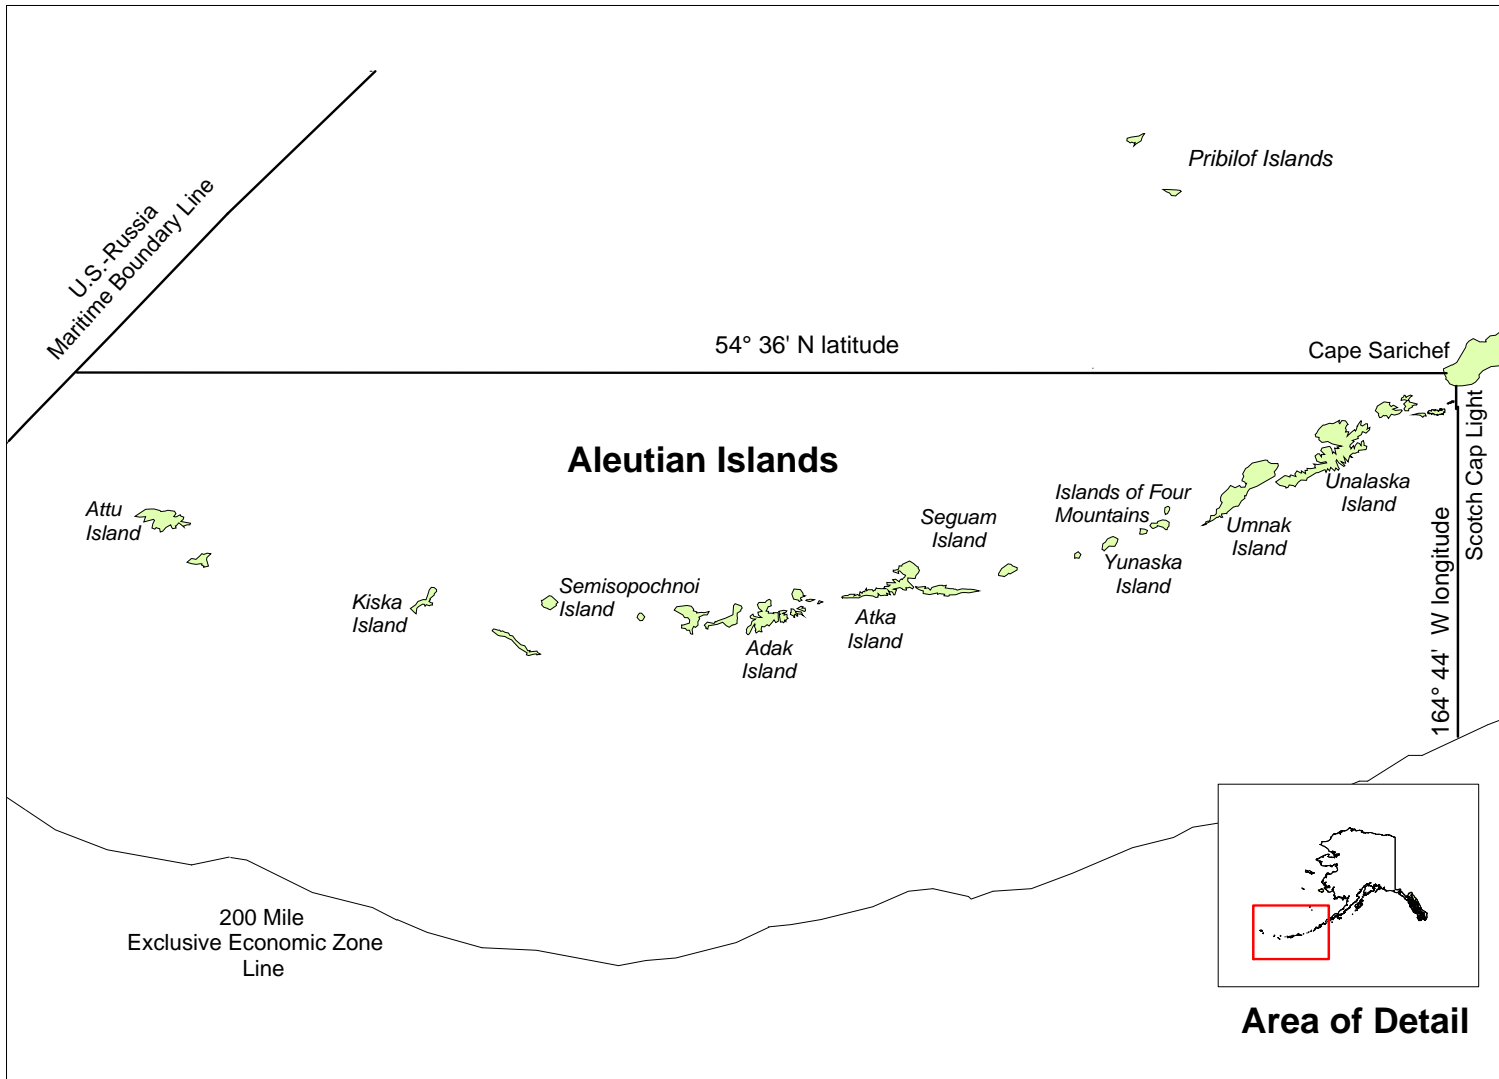 Pribilof Islands
U.S.-Russia
Maritime Boundary Line
54° 36' N latitude
Cape Sarichef
Scotch Cap Light
164° 44' W longitude
Aleutian Islands
Attu
Island
Kiska
Island
Semisopochnoi
Island
Adak
Island
Atka
Island
Seguam
Island
Islands of Four
Mountains
Yunaska
Island
Umnak
Island
Unalaska
Island
200 Mile
Exclusive Economic Zone
Line
Area of Detail